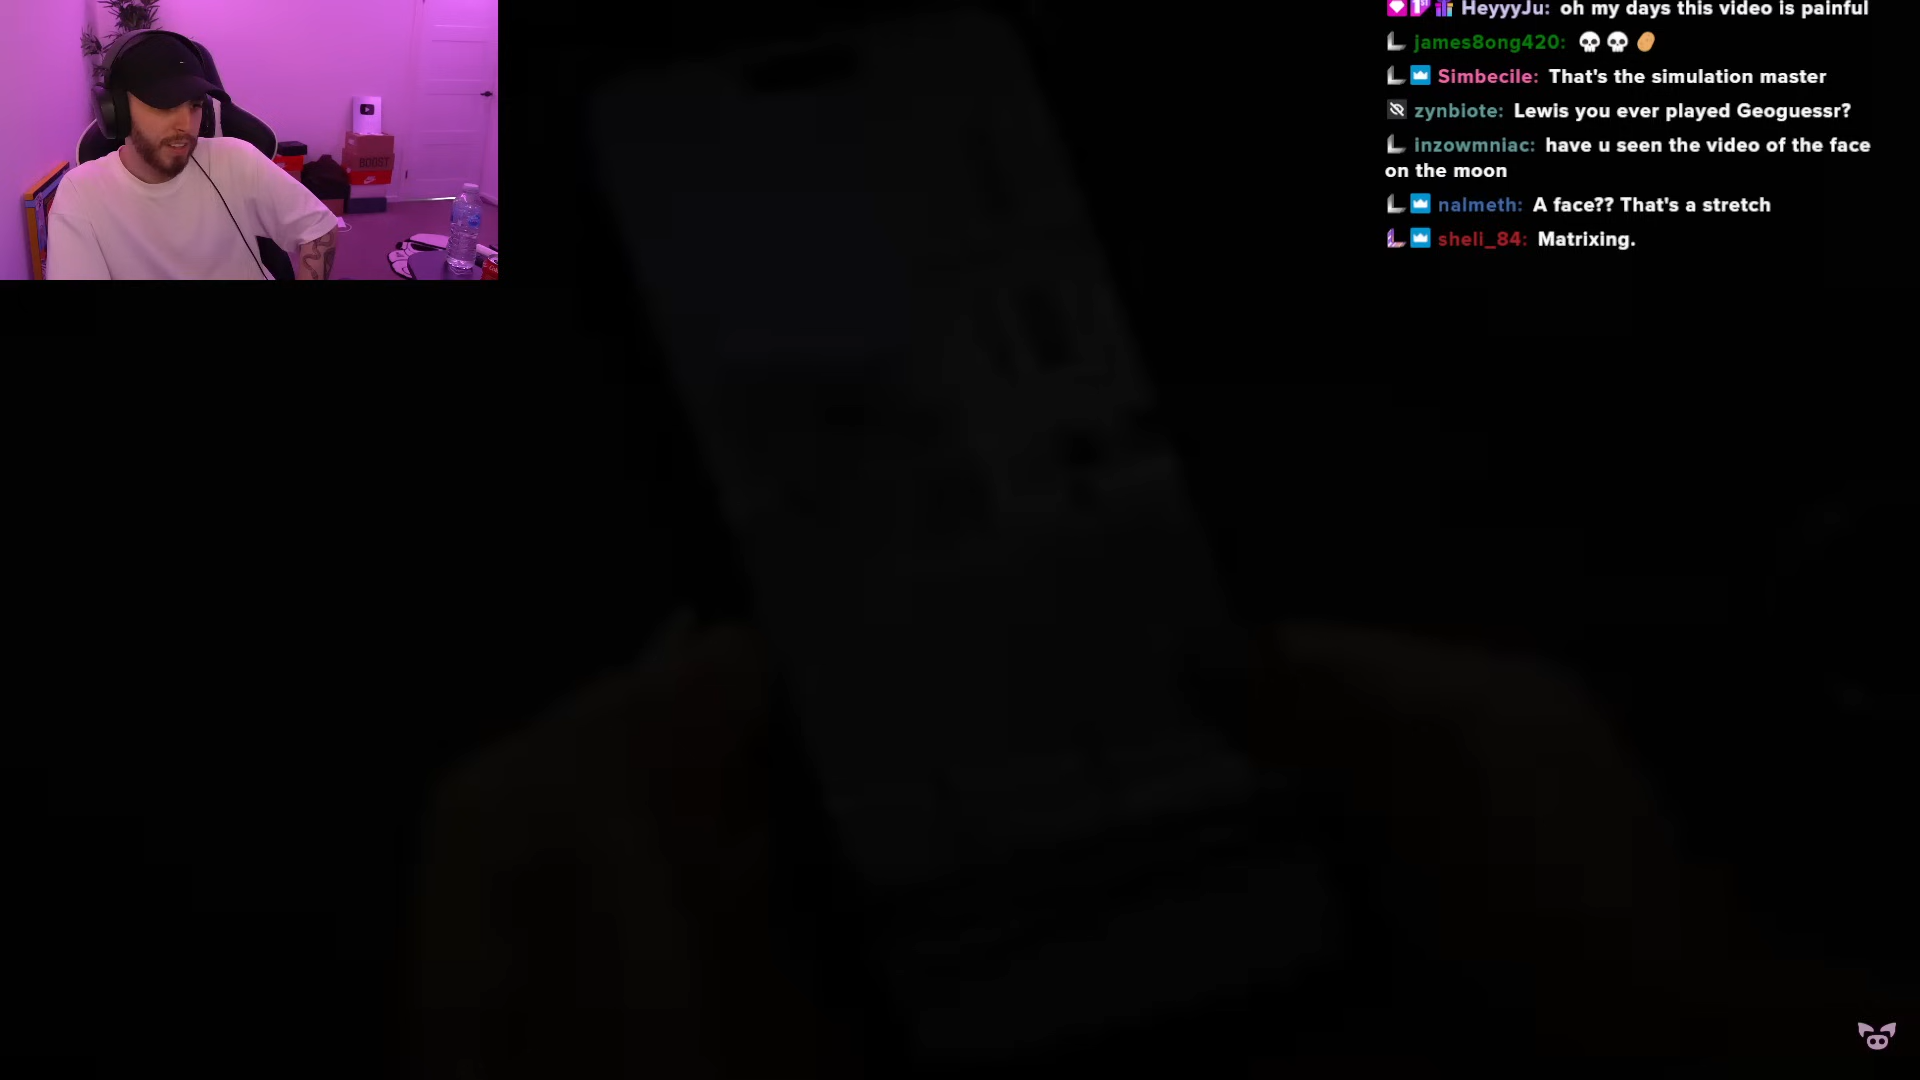 HeyyyJu: oh my days this video is painful
james8ong420: 💀💀🥔
Simbecile: That's the simulation master
zynbiote: Lewis you ever played Geoguessr?
inzowmniac: have u seen the video of the face
on the moon
nalmeth: A face?? That's a stretch
sheli_84: Matrixing.
BOOST